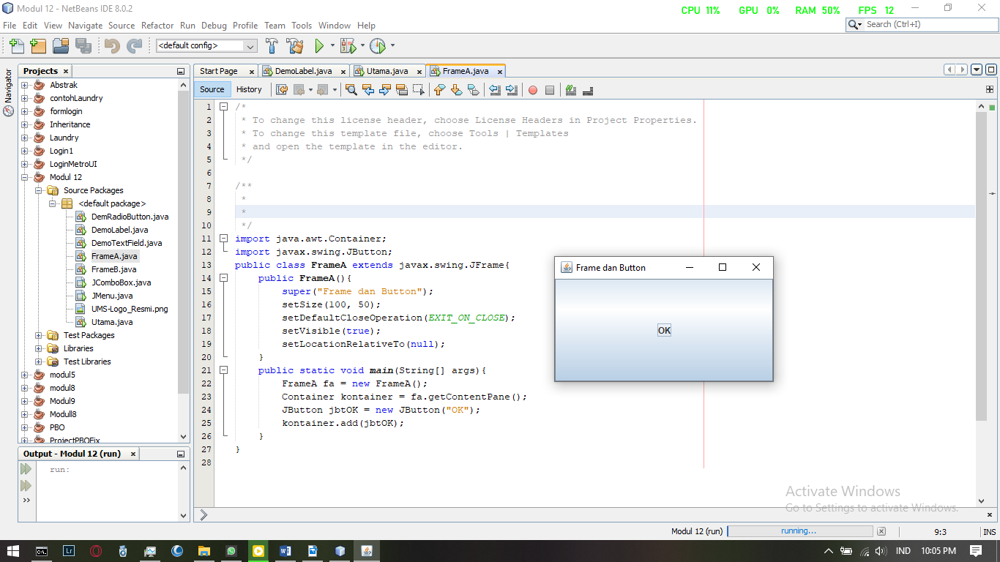 Modul 12 - NetBeans IDE 8.0.2
CPU 11% GPU 0% RAM 50% FPS 12
File Edit View Navigate Source Refactor Run Debug Profile Team Tools Window Help
Search (Ctrl+I)
<default config>
Navigator
Projects
Abstrak
contohLaundry
formlogin
Inheritance
Laundry
Login1
LoginMetroUI
Modul 12
Source Packages
<default package>
DemRadioButton.java
DemoLabel.java
DemoTextField.java
FrameA.java
FrameB.java
JComboBox.java
JMenu.java
UMS-Logo_Resmi.png
Utama.java
Test Packages
Libraries
Test Libraries
modul5
modul8
Modul9
Modull8
PBO
ProjectPBOFix
Output - Modul 12 (run)
run:
Start Page DemoLabel.java Utama.java FrameA.java
Source History
1 /*
2 * To change this license header, choose License Headers in Project Properties.
3 * To change this template file, choose Tools | Templates
4 * and open the template in the editor.
5 */
6
7 /**
8 *
9 *
10 */
11 import java.awt.Container;
12 import javax.swing.JButton;
13 public class FrameA extends javax.swing.JFrame{
14 public FrameA(){
15 super("Frame dan Button");
16 setSize(100, 50);
17 setDefaultCloseOperation(EXIT_ON_CLOSE);
18 setVisible(true);
19 setLocationRelativeTo(null);
20 }
21 public static void main(String[] args){
22 FrameA fa = new FrameA();
23 Container kontainer = fa.getContentPane();
24 JButton jbtOK = new JButton("OK");
25 kontainer.add(jbtOK);
26 }
27 }
28
Frame dan Button
OK
Activate Windows
Go to Settings to activate Windows.
Modul 12 (run) running... 9:3 INS
IND 10:05 PM